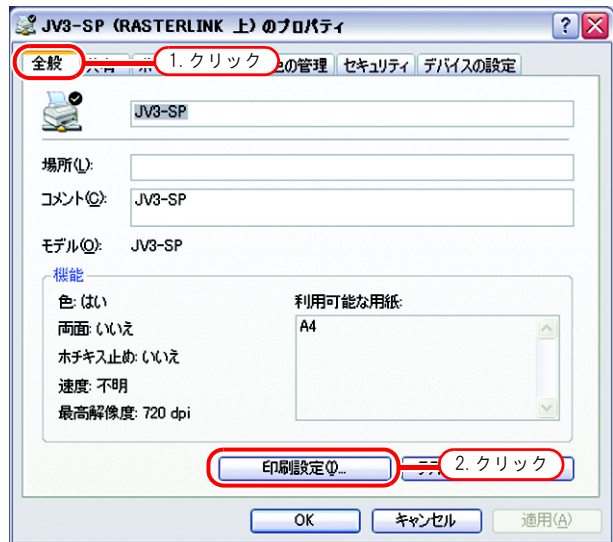 JV3-SP (RASTERLINK 上) のプロパティ
全般
1. クリック
の管理 セキュリティ デバイスの設定
JV3-SP
場所(L):
コメント(C): JV3-SP
モデル(O): JV3-SP
機能
色: はい
両面: いいえ
ホチキス止め: いいえ
速度: 不明
最高解像度: 720 dpi
利用可能な用紙:
A4
印刷設定(I)...
2. クリック
OK キャンセル 適用(A)